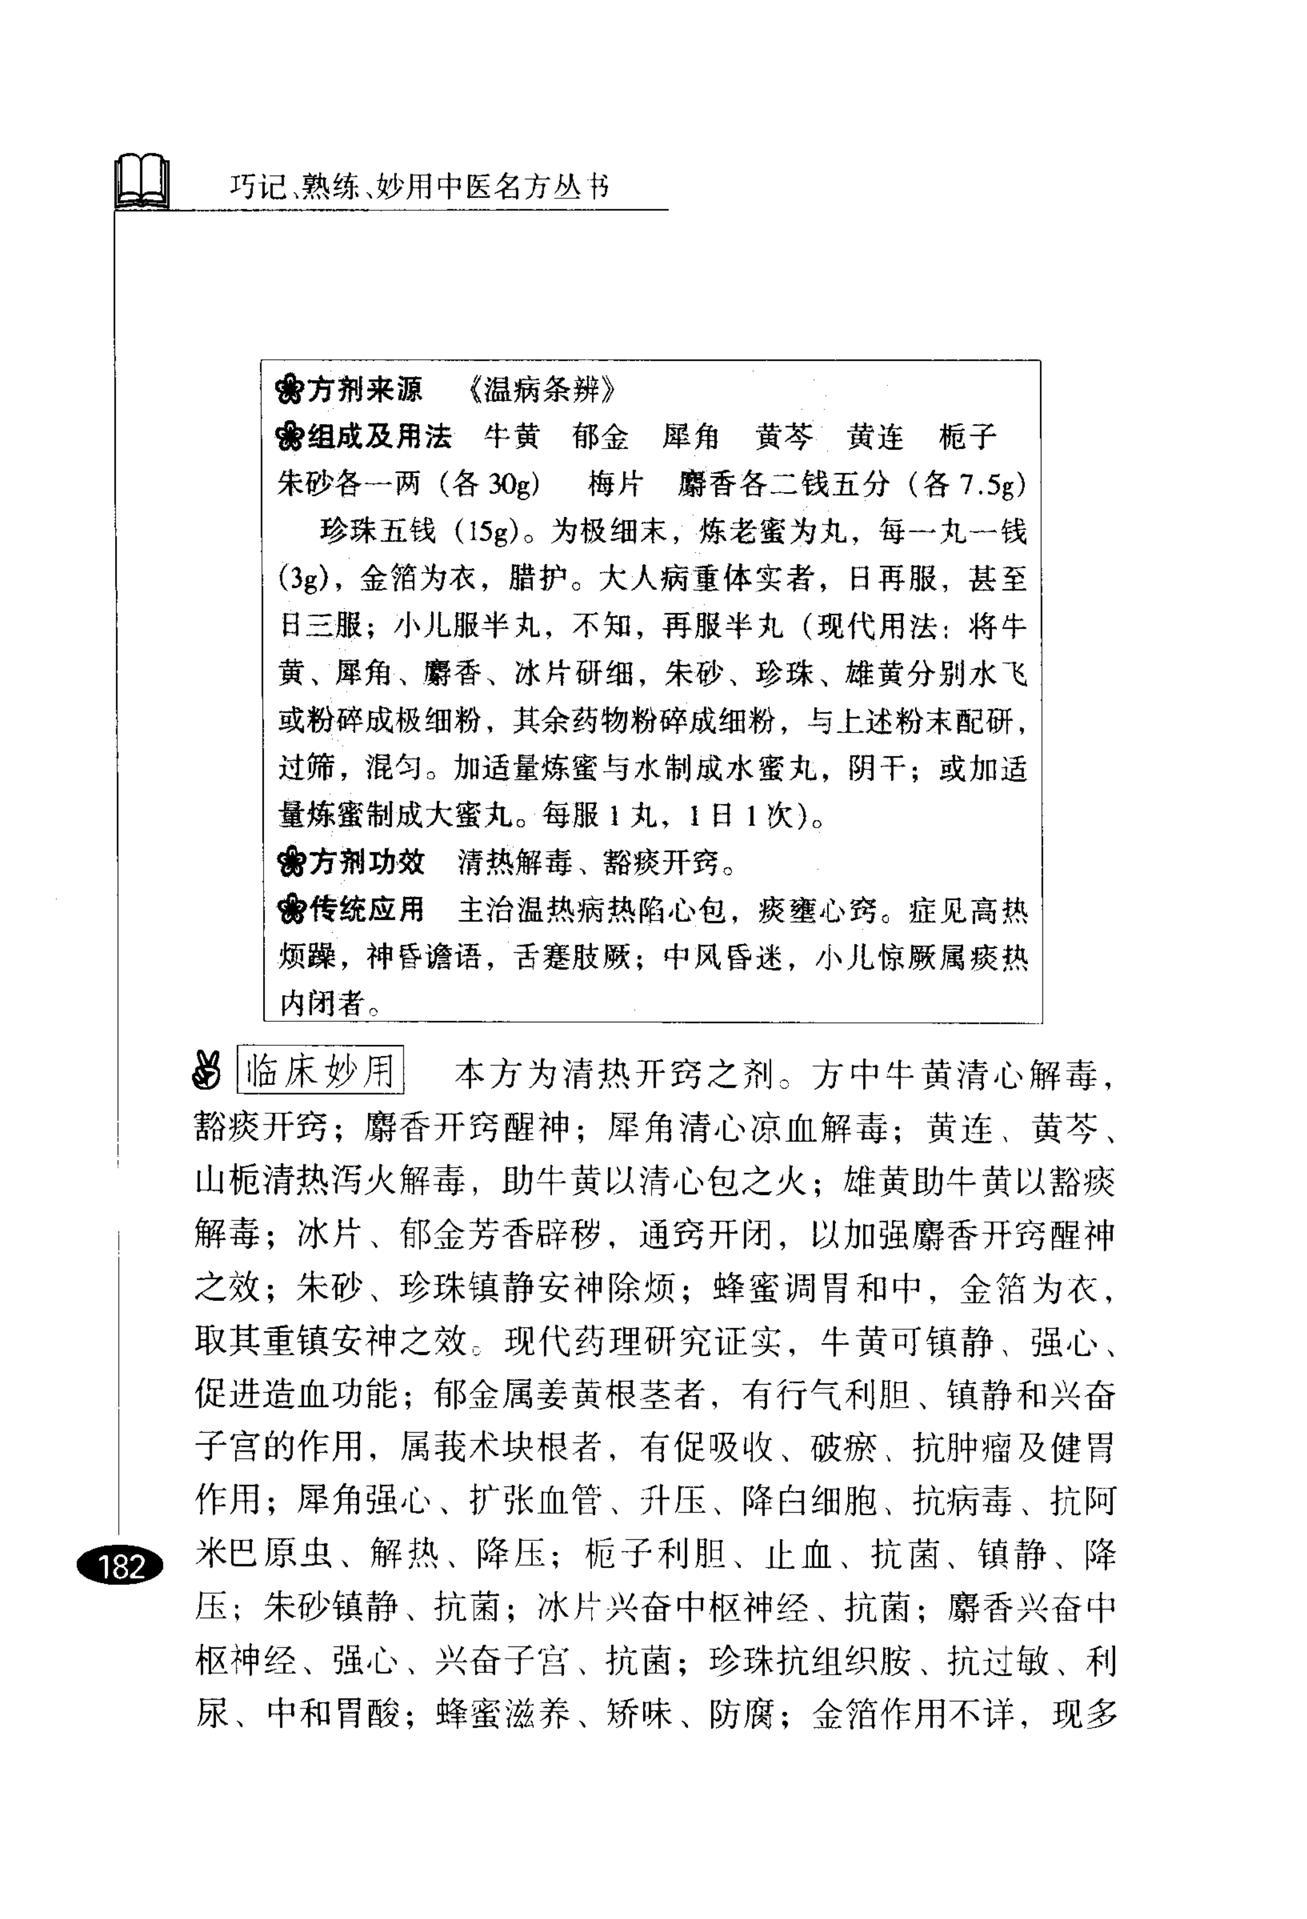 巧记、熟练、妙用中医名方丛书
方剂来源　《温病条辨》
组成及用法　牛黄　郁金　犀角　黄芩　黄连　栀子
朱砂各一两（各 30g）　梅片　麝香各二钱五分（各 7.5g）
珍珠五钱（15g）。为极细末，炼老蜜为丸，每一丸一钱
(3g)，金箔为衣，腊护。大人病重体实者，日再服，甚至
日三服；小儿服半丸，不知，再服半丸（现代用法：将牛
黄、犀角、麝香、冰片研细，朱砂、珍珠、雄黄分别水飞
或粉碎成极细粉，其余药物粉碎成细粉，与上述粉末配研，
过筛，混匀。加适量炼蜜与水制成水蜜丸，阴干；或加适
量炼蜜制成大蜜丸。每服 1 丸，1 日 1 次）。
方剂功效　清热解毒、豁痰开窍。
传统应用　主治温热病热陷心包，痰壅心窍。症见高热
烦躁，神昏谵语，舌蹇肢厥；中风昏迷，小儿惊厥属痰热
内闭者。
临床妙用　本方为清热开窍之剂。方中牛黄清心解毒，
豁痰开窍；麝香开窍醒神；犀角清心凉血解毒；黄连、黄芩、
山栀清热泻火解毒，助牛黄以清心包之火；雄黄助牛黄以豁痰
解毒；冰片、郁金芳香辟秽，通窍开闭，以加强麝香开窍醒神
之效；朱砂、珍珠镇静安神除烦；蜂蜜调胃和中，金箔为衣，
取其重镇安神之效。现代药理研究证实，牛黄可镇静、强心、
促进造血功能；郁金属姜黄根茎者，有行气利胆、镇静和兴奋
子宫的作用，属莪术块根者，有促吸收、破瘀、抗肿瘤及健胃
作用；犀角强心、扩张血管、升压、降白细胞、抗病毒、抗阿
米巴原虫、解热、降压；栀子利胆、止血、抗菌、镇静、降
压；朱砂镇静、抗菌；冰片兴奋中枢神经、抗菌；麝香兴奋中
枢神经、强心、兴奋子宫、抗菌；珍珠抗组织胺、抗过敏、利
尿、中和胃酸；蜂蜜滋养、矫味、防腐；金箔作用不详，现多
182